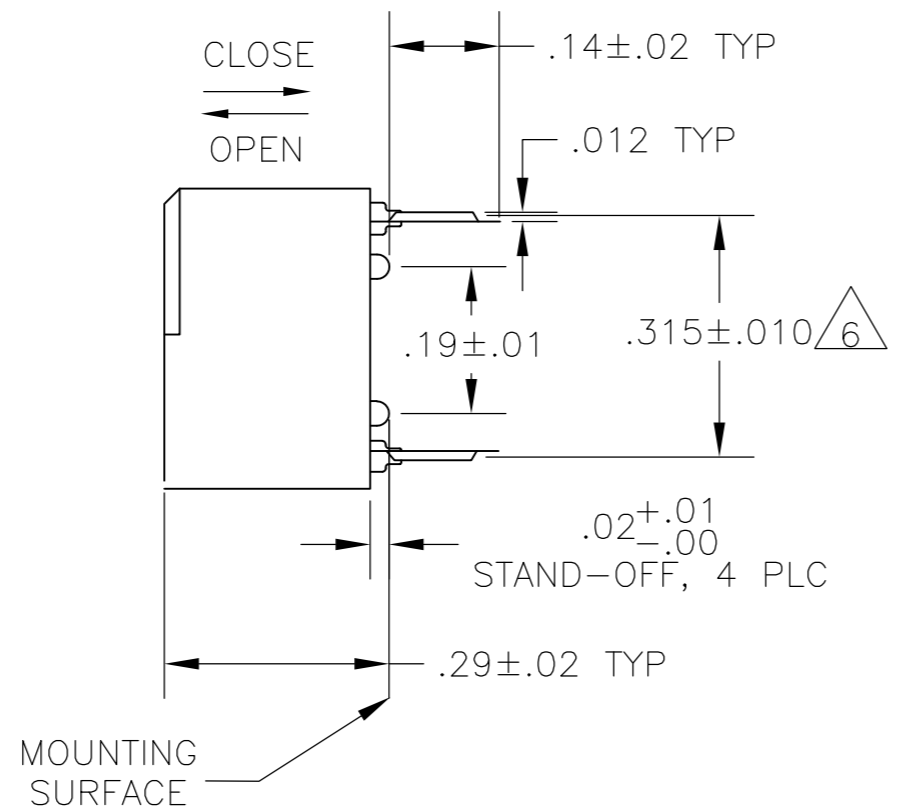 CLOSE
OPEN
.14±.02 TYP
.012 TYP
.19±.01
.315±.010 6
.02+.01
-.00
STAND-OFF, 4 PLC
.29±.02 TYP
MOUNTING
SURFACE